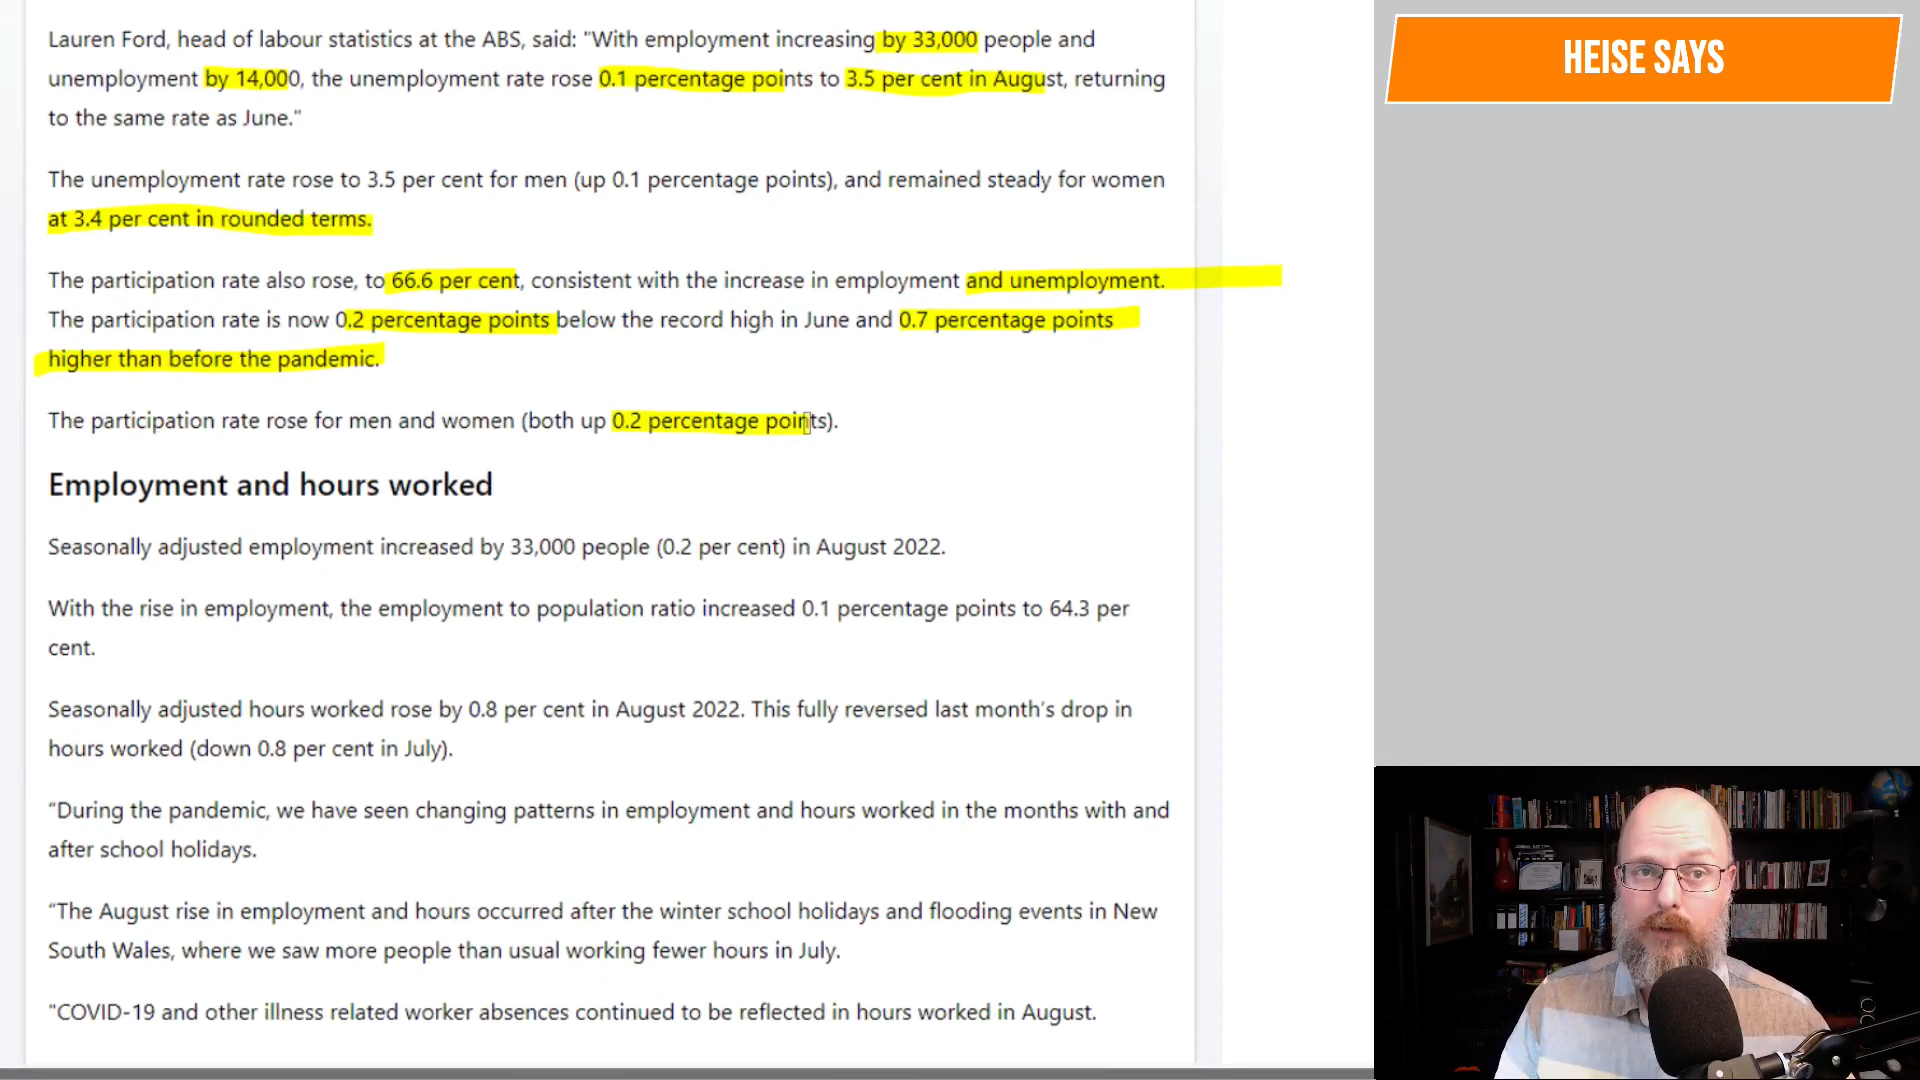 Lauren Ford, head of labour statistics at the ABS, said: "With employment increasing by 33,000 people and
unemployment by 14,000, the unemployment rate rose 0.1 percentage points to 3.5 per cent in August, returning
to the same rate as June."
The unemployment rate rose to 3.5 per cent for men (up 0.1 percentage points), and remained steady for women
at 3.4 per cent in rounded terms.
The participation rate also rose, to 66.6 per cent, consistent with the increase in employment and unemployment.
The participation rate is now 0.2 percentage points below the record high in June and 0.7 percentage points
higher than before the pandemic.
The participation rate rose for men and women (both up 0.2 percentage points).
Employment and hours worked
Seasonally adjusted employment increased by 33,000 people (0.2 per cent) in August 2022.
With the rise in employment, the employment to population ratio increased 0.1 percentage points to 64.3 per
cent.
Seasonally adjusted hours worked rose by 0.8 per cent in August 2022. This fully reversed last month's drop in
hours worked (down 0.8 per cent in July).
“During the pandemic, we have seen changing patterns in employment and hours worked in the months with and
after school holidays.
“The August rise in employment and hours occurred after the winter school holidays and flooding events in New
South Wales, where we saw more people than usual working fewer hours in July.
"COVID-19 and other illness related worker absences continued to be reflected in hours worked in August.
HEISE SAYS